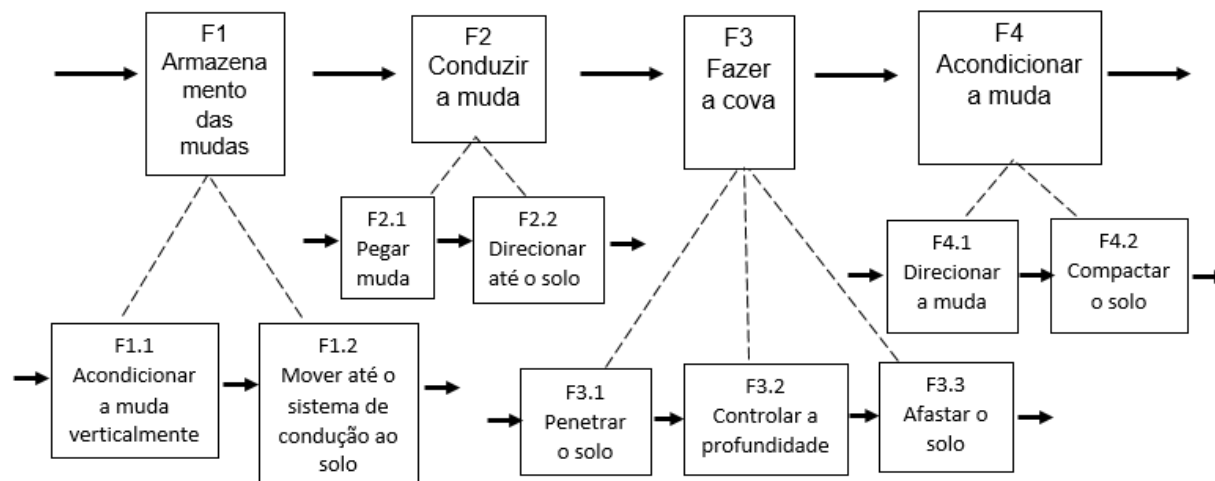 F1
Armazena
mento
das
mudas
F2
Conduzir
a muda
F3
Fazer
a cova
F4
Acondicionar
a muda
F2.1
Pegar
muda
F2.2
Direcionar
até o solo
F4.1
Direcionar
a muda
F4.2
Compactar
o solo
F1.1
Acondicionar
a muda
verticalmente
F1.2
Mover até o
sistema de
condução ao
solo
F3.1
Penetrar
o solo
F3.2
Controlar a
profundidade
F3.3
Afastar o
solo